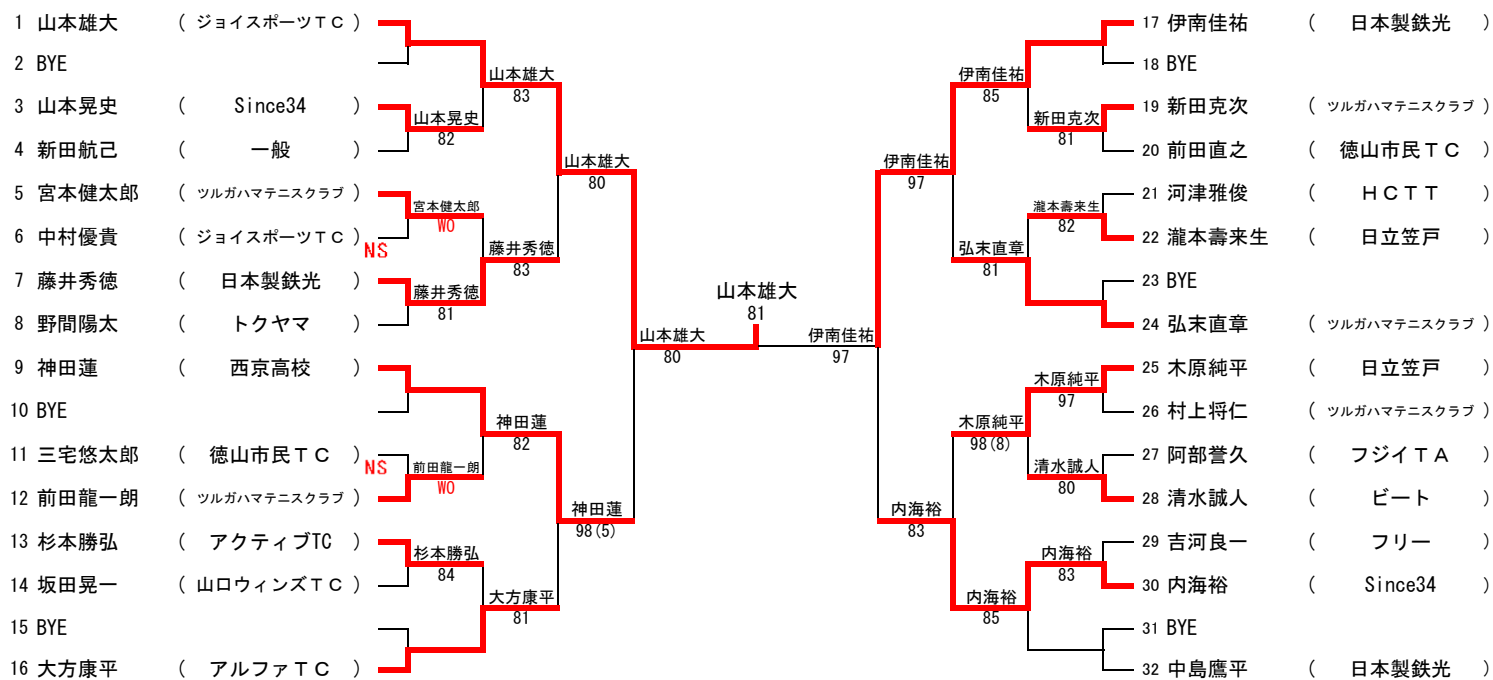 1 山本雄大 ( ジョイスポーツＴＣ )
2 BYE
山本雄大
83
3 山本晃史 ( Since34 )
山本晃史
82
4 新田航己 ( 一般 )
山本雄大
80
5 宮本健太郎 ( ツルガハマテニスクラブ )
宮本健太郎
WO
6 中村優貴 ( ジョイスポーツＴＣ )
NS
藤井秀徳
83
7 藤井秀徳 ( 日本製鉄光 )
藤井秀徳
81
8 野間陽太 ( トクヤマ )
山本雄大
80
9 神田蓮 ( 西京高校 )
10 BYE
神田蓮
82
11 三宅悠太郎 ( 徳山市民ＴＣ )
NS
前田龍一朗
WO
12 前田龍一朗 ( ツルガハマテニスクラブ )
神田蓮
98(5)
13 杉本勝弘 ( アクティブTC )
杉本勝弘
84
14 坂田晃一 ( 山口ウィンズＴＣ )
大方康平
81
15 BYE
16 大方康平 ( アルファＴＣ )
山本雄大
81
17 伊南佳祐 ( 日本製鉄光 )
18 BYE
伊南佳祐
85
19 新田克次 ( ツルガハマテニスクラブ )
新田克次
81
20 前田直之 ( 徳山市民ＴＣ )
伊南佳祐
97
21 河津雅俊 ( ＨＣＴＴ )
瀧本壽来生
82
22 瀧本壽来生 ( 日立笠戸 )
弘末直章
81
23 BYE
24 弘末直章 ( ツルガハマテニスクラブ )
伊南佳祐
97
25 木原純平 ( 日立笠戸 )
木原純平
97
26 村上将仁 ( ツルガハマテニスクラブ )
木原純平
98(8)
27 阿部誉久 ( フジイＴＡ )
清水誠人
80
28 清水誠人 ( ビート )
内海裕
83
29 吉河良一 ( フリー )
内海裕
83
30 内海裕 ( Since34 )
内海裕
85
31 BYE
32 中島鷹平 ( 日本製鉄光 )